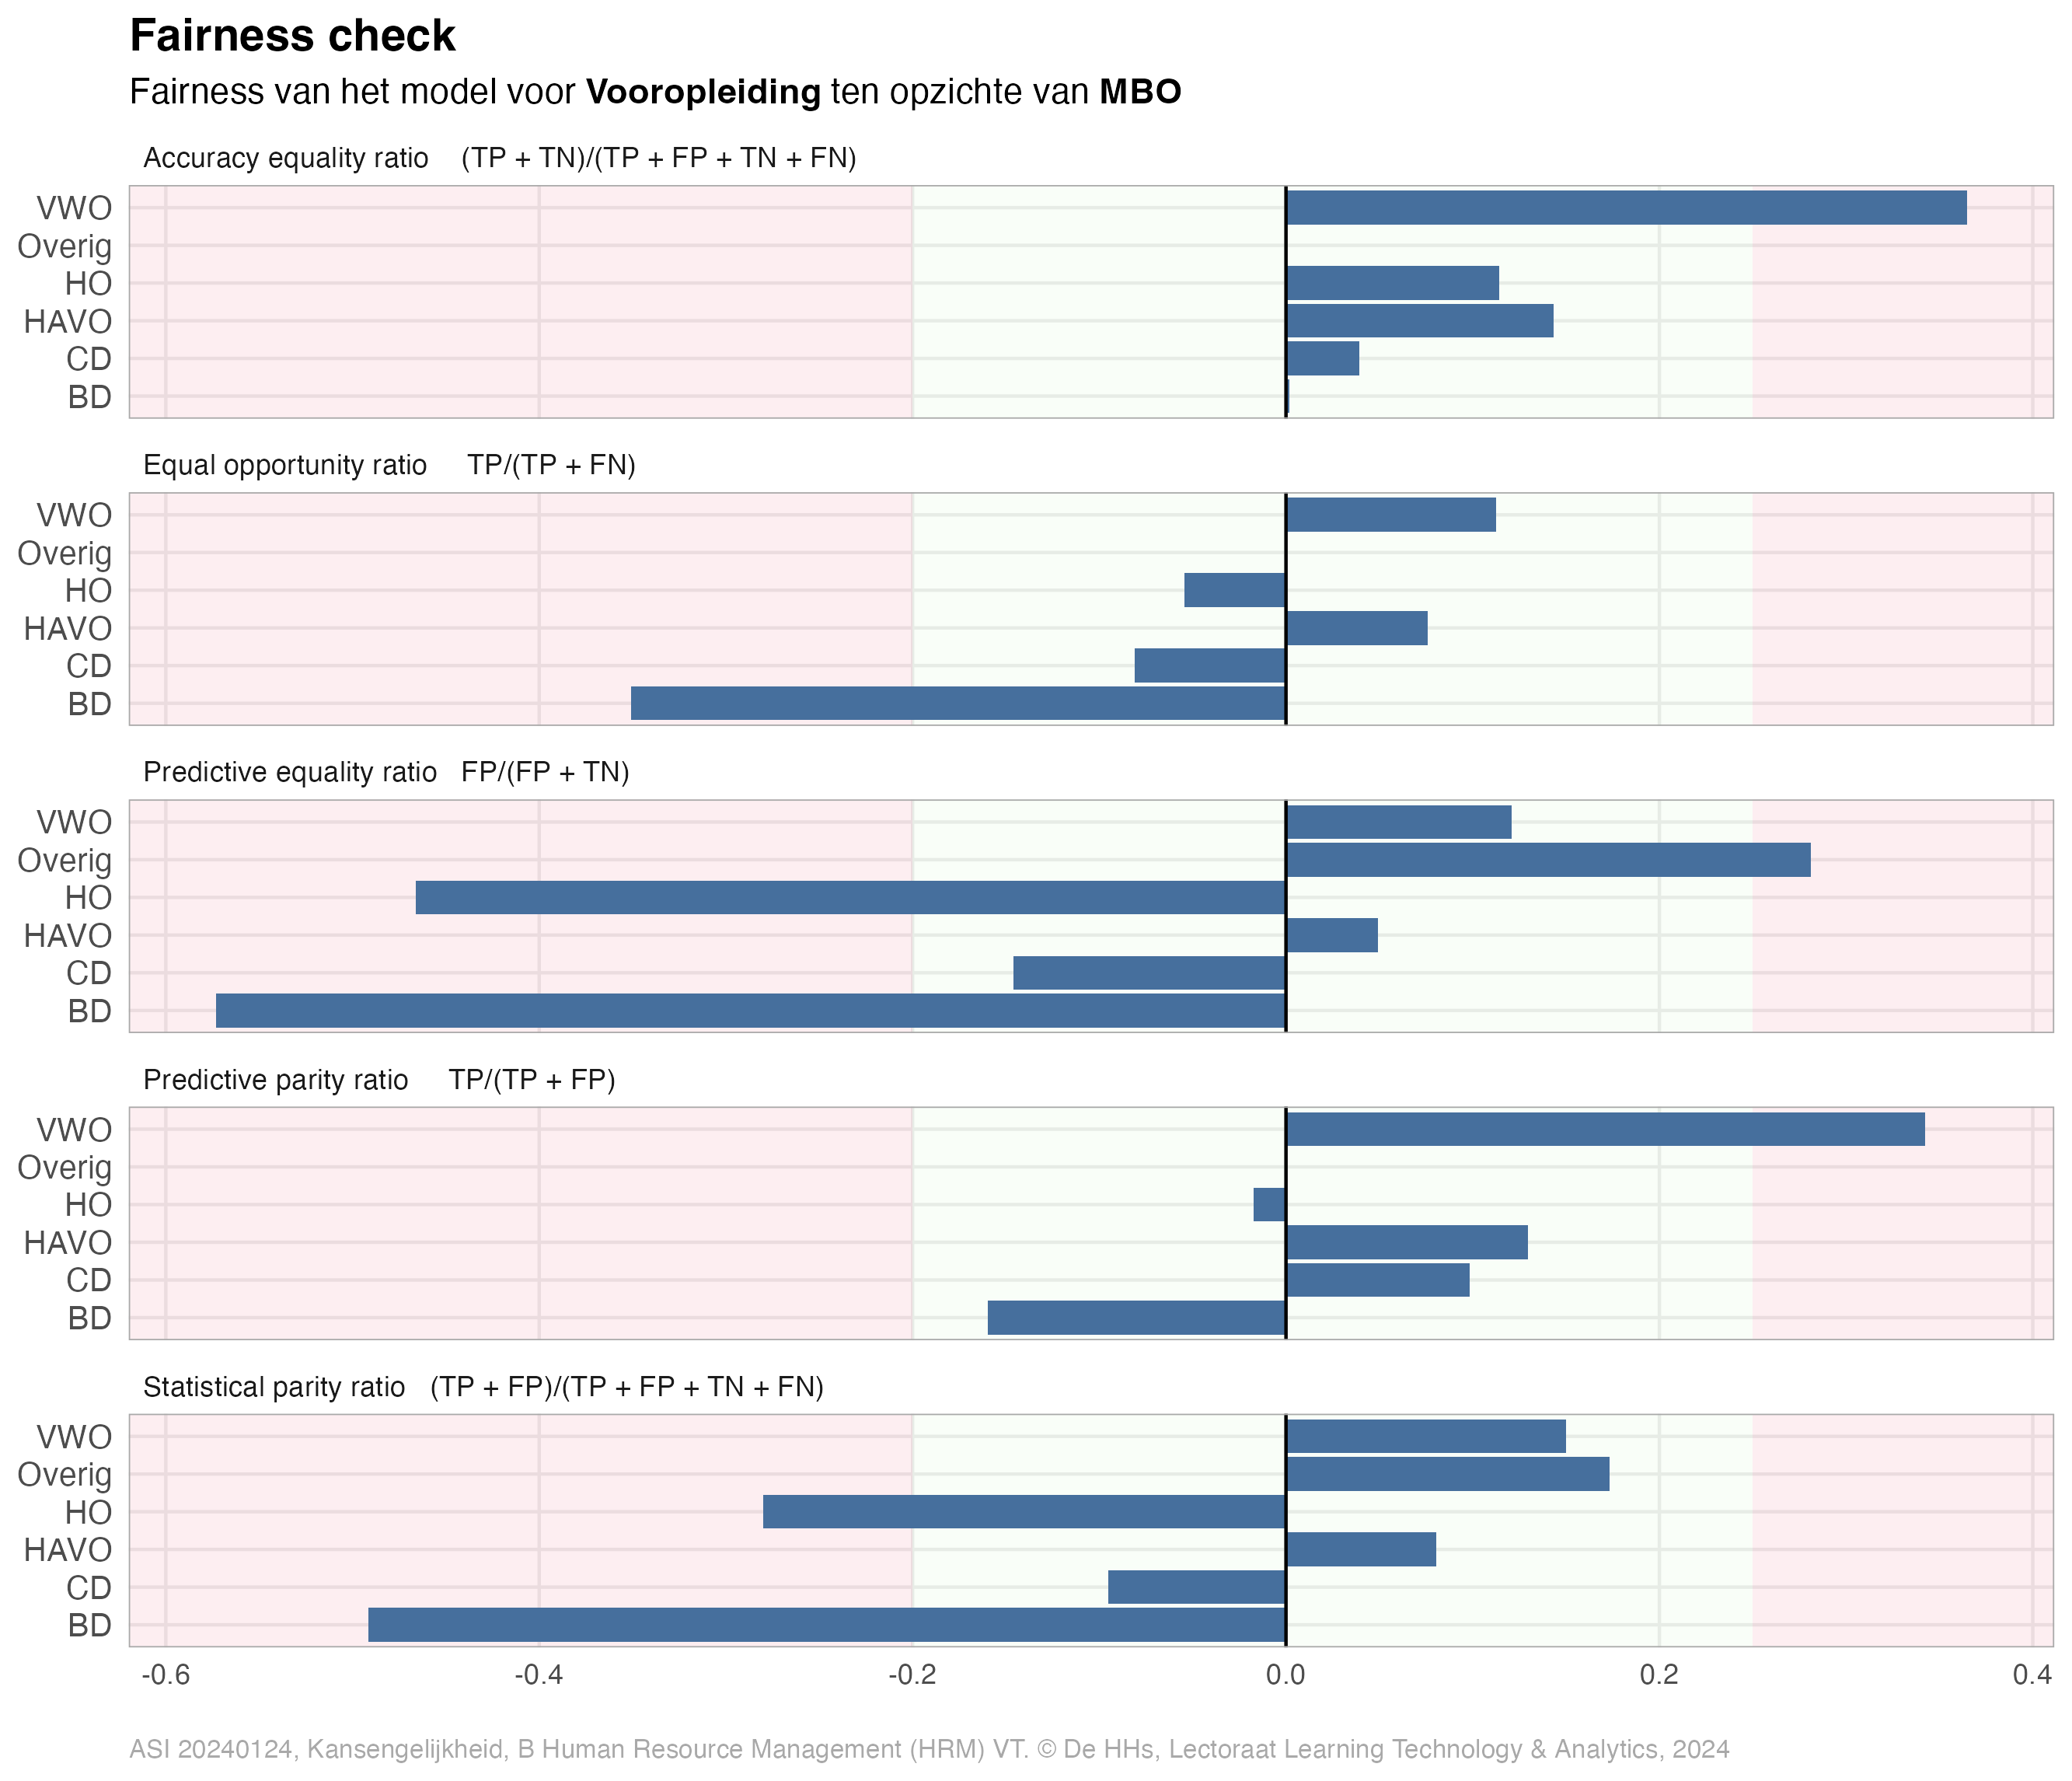 Fairness check
Fairness van het model voor Vooropleiding ten opzichte van MBO
Accuracy equality ratio (TP + TN)/(TP + FP + TN + FN)
VWO
Overig
HO
HAVO
CD
BD
Equal opportunity ratio TP/(TP + FN)
VWO
Overig
HO
HAVO
CD
BD
Predictive equality ratio FP/(FP + TN)
VWO
Overig
HO
HAVO
CD
BD
Predictive parity ratio TP/(TP + FP)
VWO
Overig
HO
HAVO
CD
BD
Statistical parity ratio (TP + FP)/(TP + FP + TN + FN)
VWO
Overig
HO
HAVO
CD
BD
-0.6 -0.4 -0.2 0.0 0.2 0.4
ASI 20240124, Kansengelijkheid, B Human Resource Management (HRM) VT. © De HHs, Lectoraat Learning Technology & Analytics, 2024